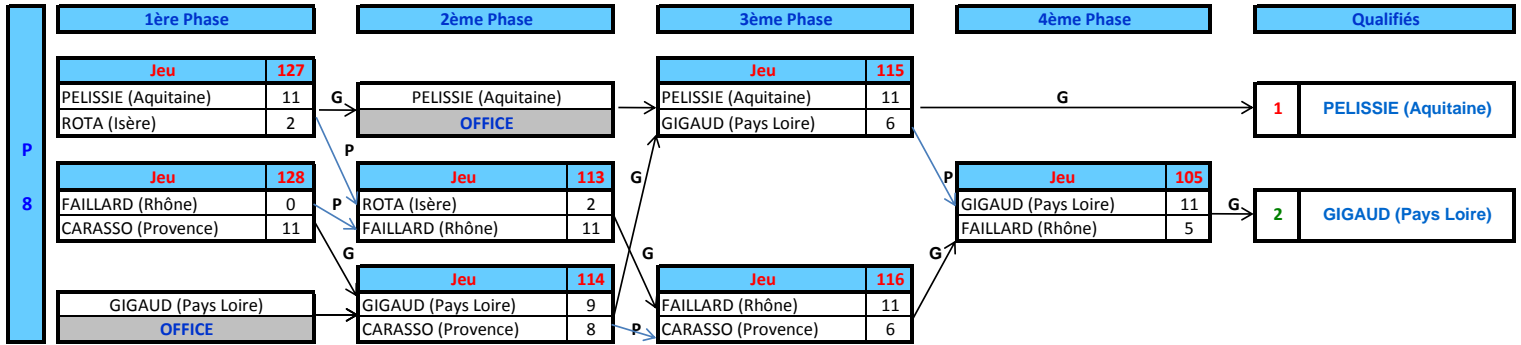 1ère Phase
2ème Phase
3ème Phase
4ème Phase
Qualifiés
P
8
Jeu 127
PELISSIE (Aquitaine) 11
ROTA (Isère) 2
G
P
PELISSIE (Aquitaine)
OFFICE
Jeu 115
PELISSIE (Aquitaine) 11
GIGAUD (Pays Loire) 6
G
1 PELISSIE (Aquitaine)
Jeu 128
FAILLARD (Rhône) 0
CARASSO (Provence) 11
P
G
Jeu 113
ROTA (Isère) 2
FAILLARD (Rhône) 11
G
G
P
Jeu 105
GIGAUD (Pays Loire) 11
FAILLARD (Rhône) 5
G
2 GIGAUD (Pays Loire)
GIGAUD (Pays Loire)
OFFICE
Jeu 114
GIGAUD (Pays Loire) 9
CARASSO (Provence) 8
P
Jeu 116
FAILLARD (Rhône) 11
CARASSO (Provence) 6
G